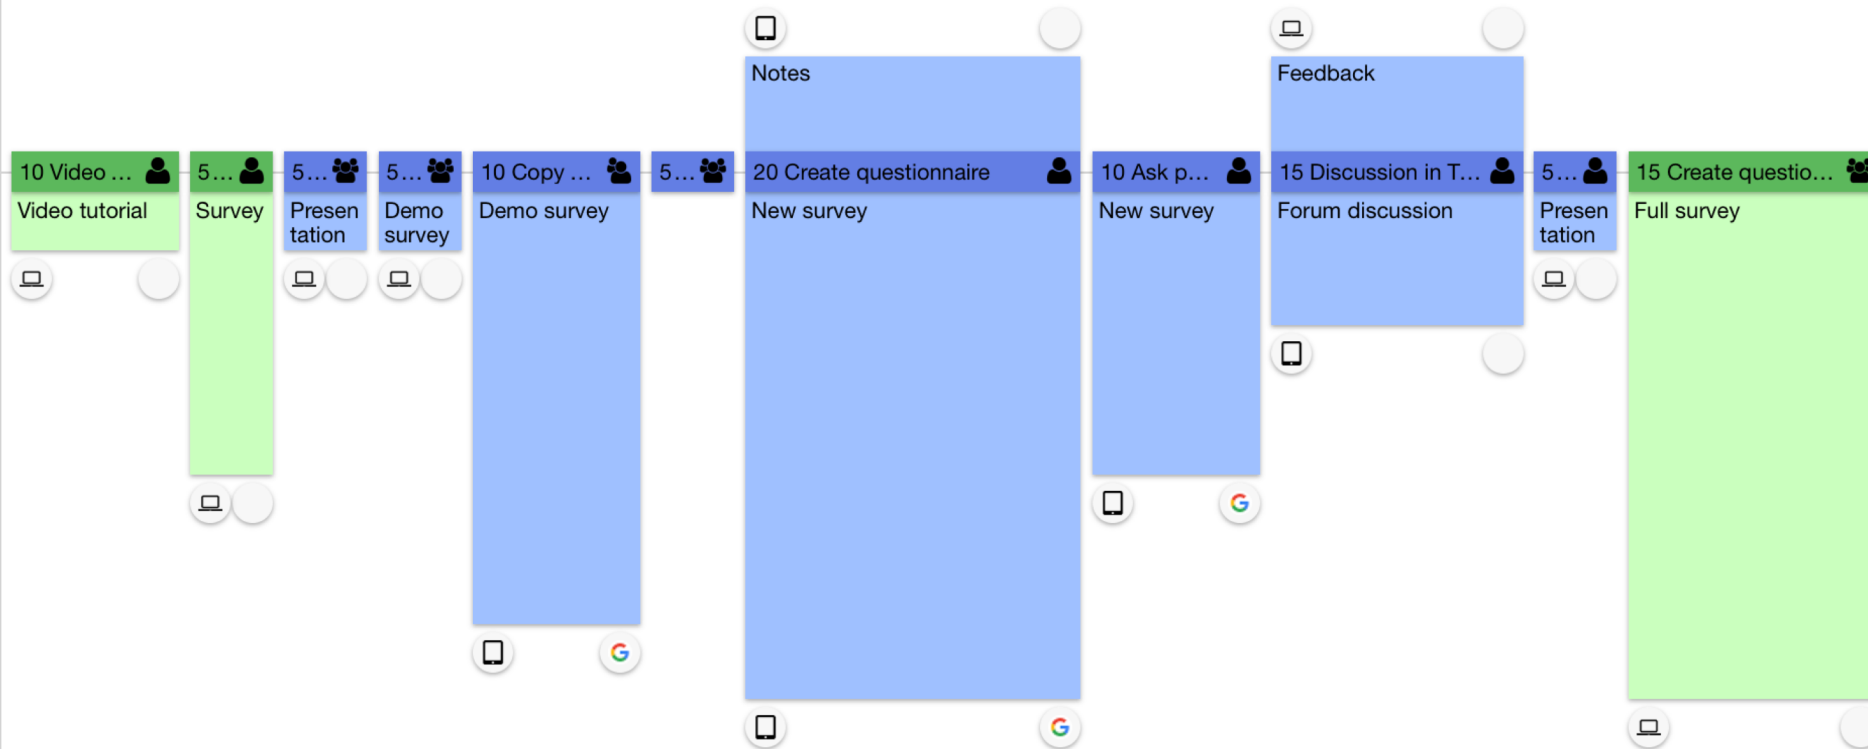 Notes
Feedback
10 Video ...
5...
5...
5...
10 Copy ...
5...
20 Create questionnaire
10 Ask p...
15 Discussion in T...
5...
15 Create questio...
Video tutorial
Survey
Presen
tation
Demo
survey
Demo survey
New survey
New survey
Forum discussion
Presen
tation
Full survey